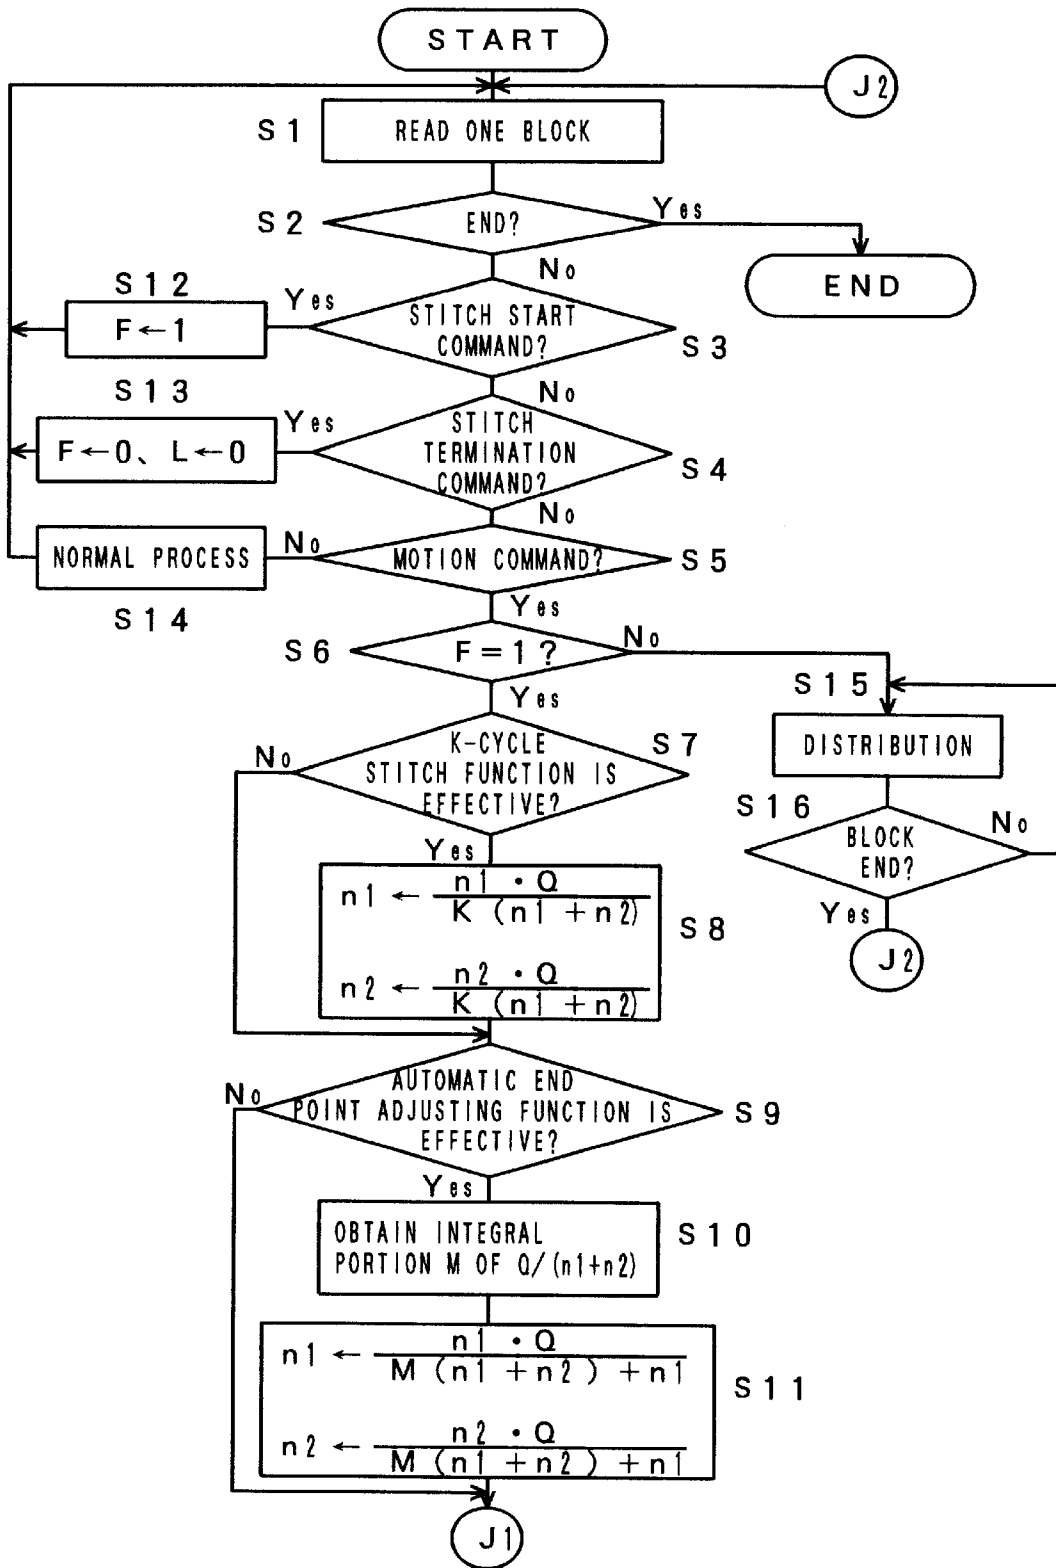 START
J2
S1
READ ONE BLOCK
S2
END?
Yes
No
END
S12
Yes
F←1
STITCH START
COMMAND?
S3
S13
No
Yes
F←0、L←0
STITCH
TERMINATION
COMMAND?
S4
No
NORMAL PROCESS
No
MOTION COMMAND?
S5
S14
Yes
S6
F=1?
No
Yes
S15
No
K-CYCLE
STITCH FUNCTION IS
EFFECTIVE?
S7
DISTRIBUTION
S16
BLOCK
END?
No
Yes
Yes
J2
n1 ← n1・Q
K (n1+n2)
S8
n2 ← n2・Q
K (n1+n2)
No
AUTOMATIC END
POINT ADJUSTING FUNCTION IS
EFFECTIVE?
S9
Yes
OBTAIN INTEGRAL
PORTION M OF Q/(n1+n2)
S10
n1 ← n1・Q
M (n1+n2) +n1
S11
n2 ← n2・Q
M (n1+n2) +n1
J1